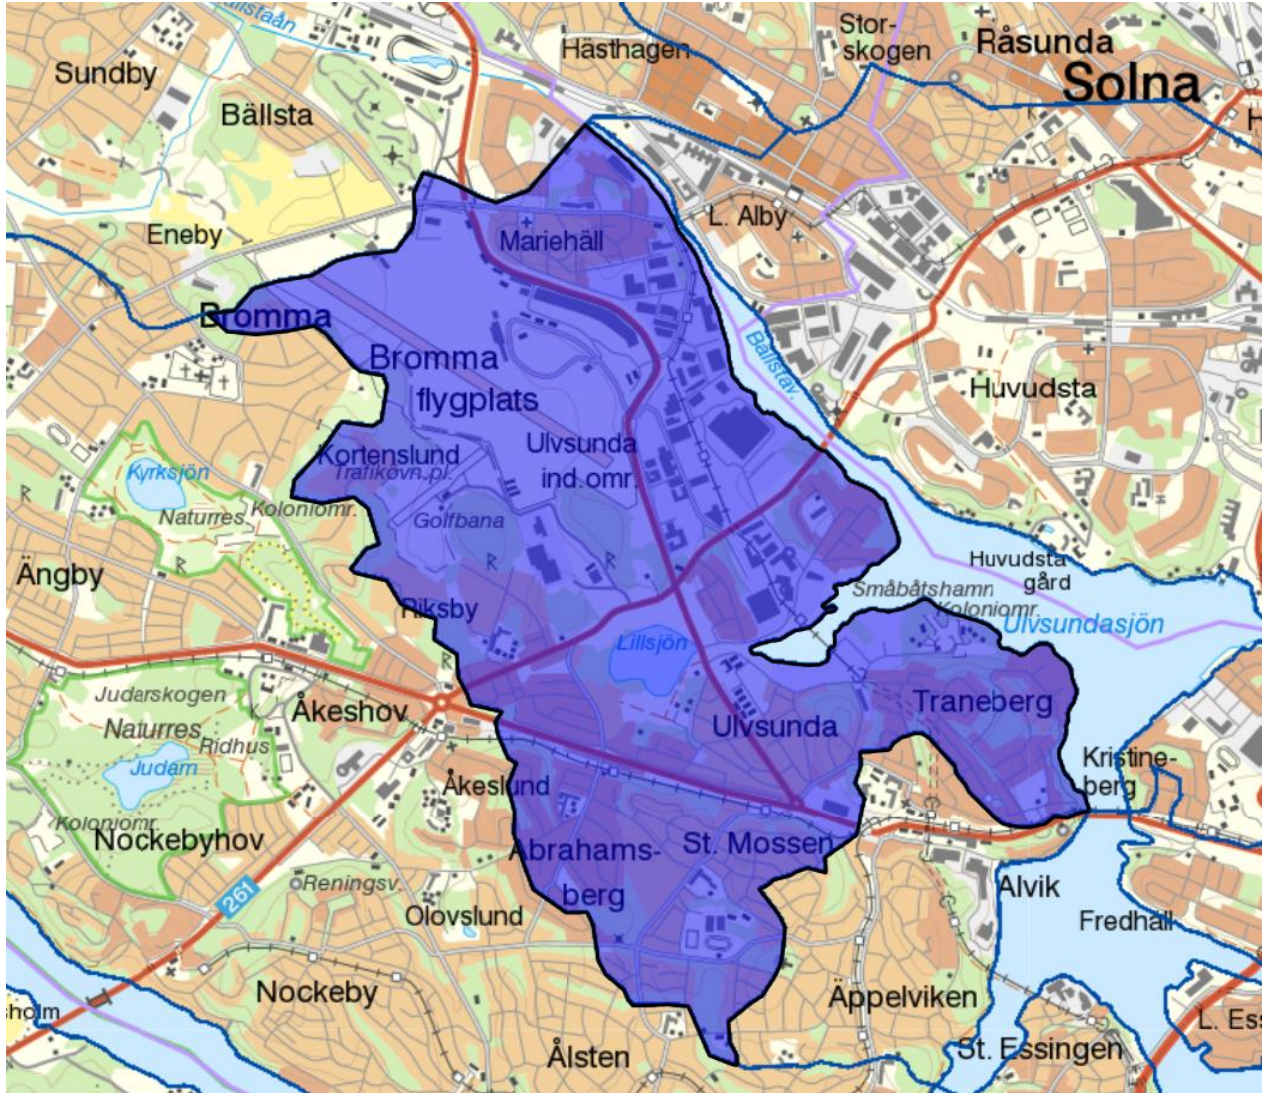 Bällstaån
Stor-
skogen
Råsunda
Hästhagen
Solna
Sundby
Bällsta
H
L. Alby
Eneby
Mariehäll
Bromma
Bällstav.
Bromma
flygplats
Huvudsta
Ulvsunda
ind.omr.
Kortenslund
Trafikövn.pl.
Kyrksjön
Naturres.
Koloniomr.
Golfbana
Ängby
Huvudsta
gård
Småbåtshamn
Koloniomr.
Riksby
Ulvsundasjön
Lillsjön
Judarskogen
Åkeshov
Traneberg
Naturres.
Ridhus
Ulvsunda
Judarn
Kristine-
berg
Åkeslund
Koloniomr.
Nockebyhov
Abrahams-
berg
St. Mossen
261
Reningsv.
Alvik
Olovslund
Fredhäll
Nockeby
Äppelviken
sholm
L. Ess
Ålsten
St. Essingen